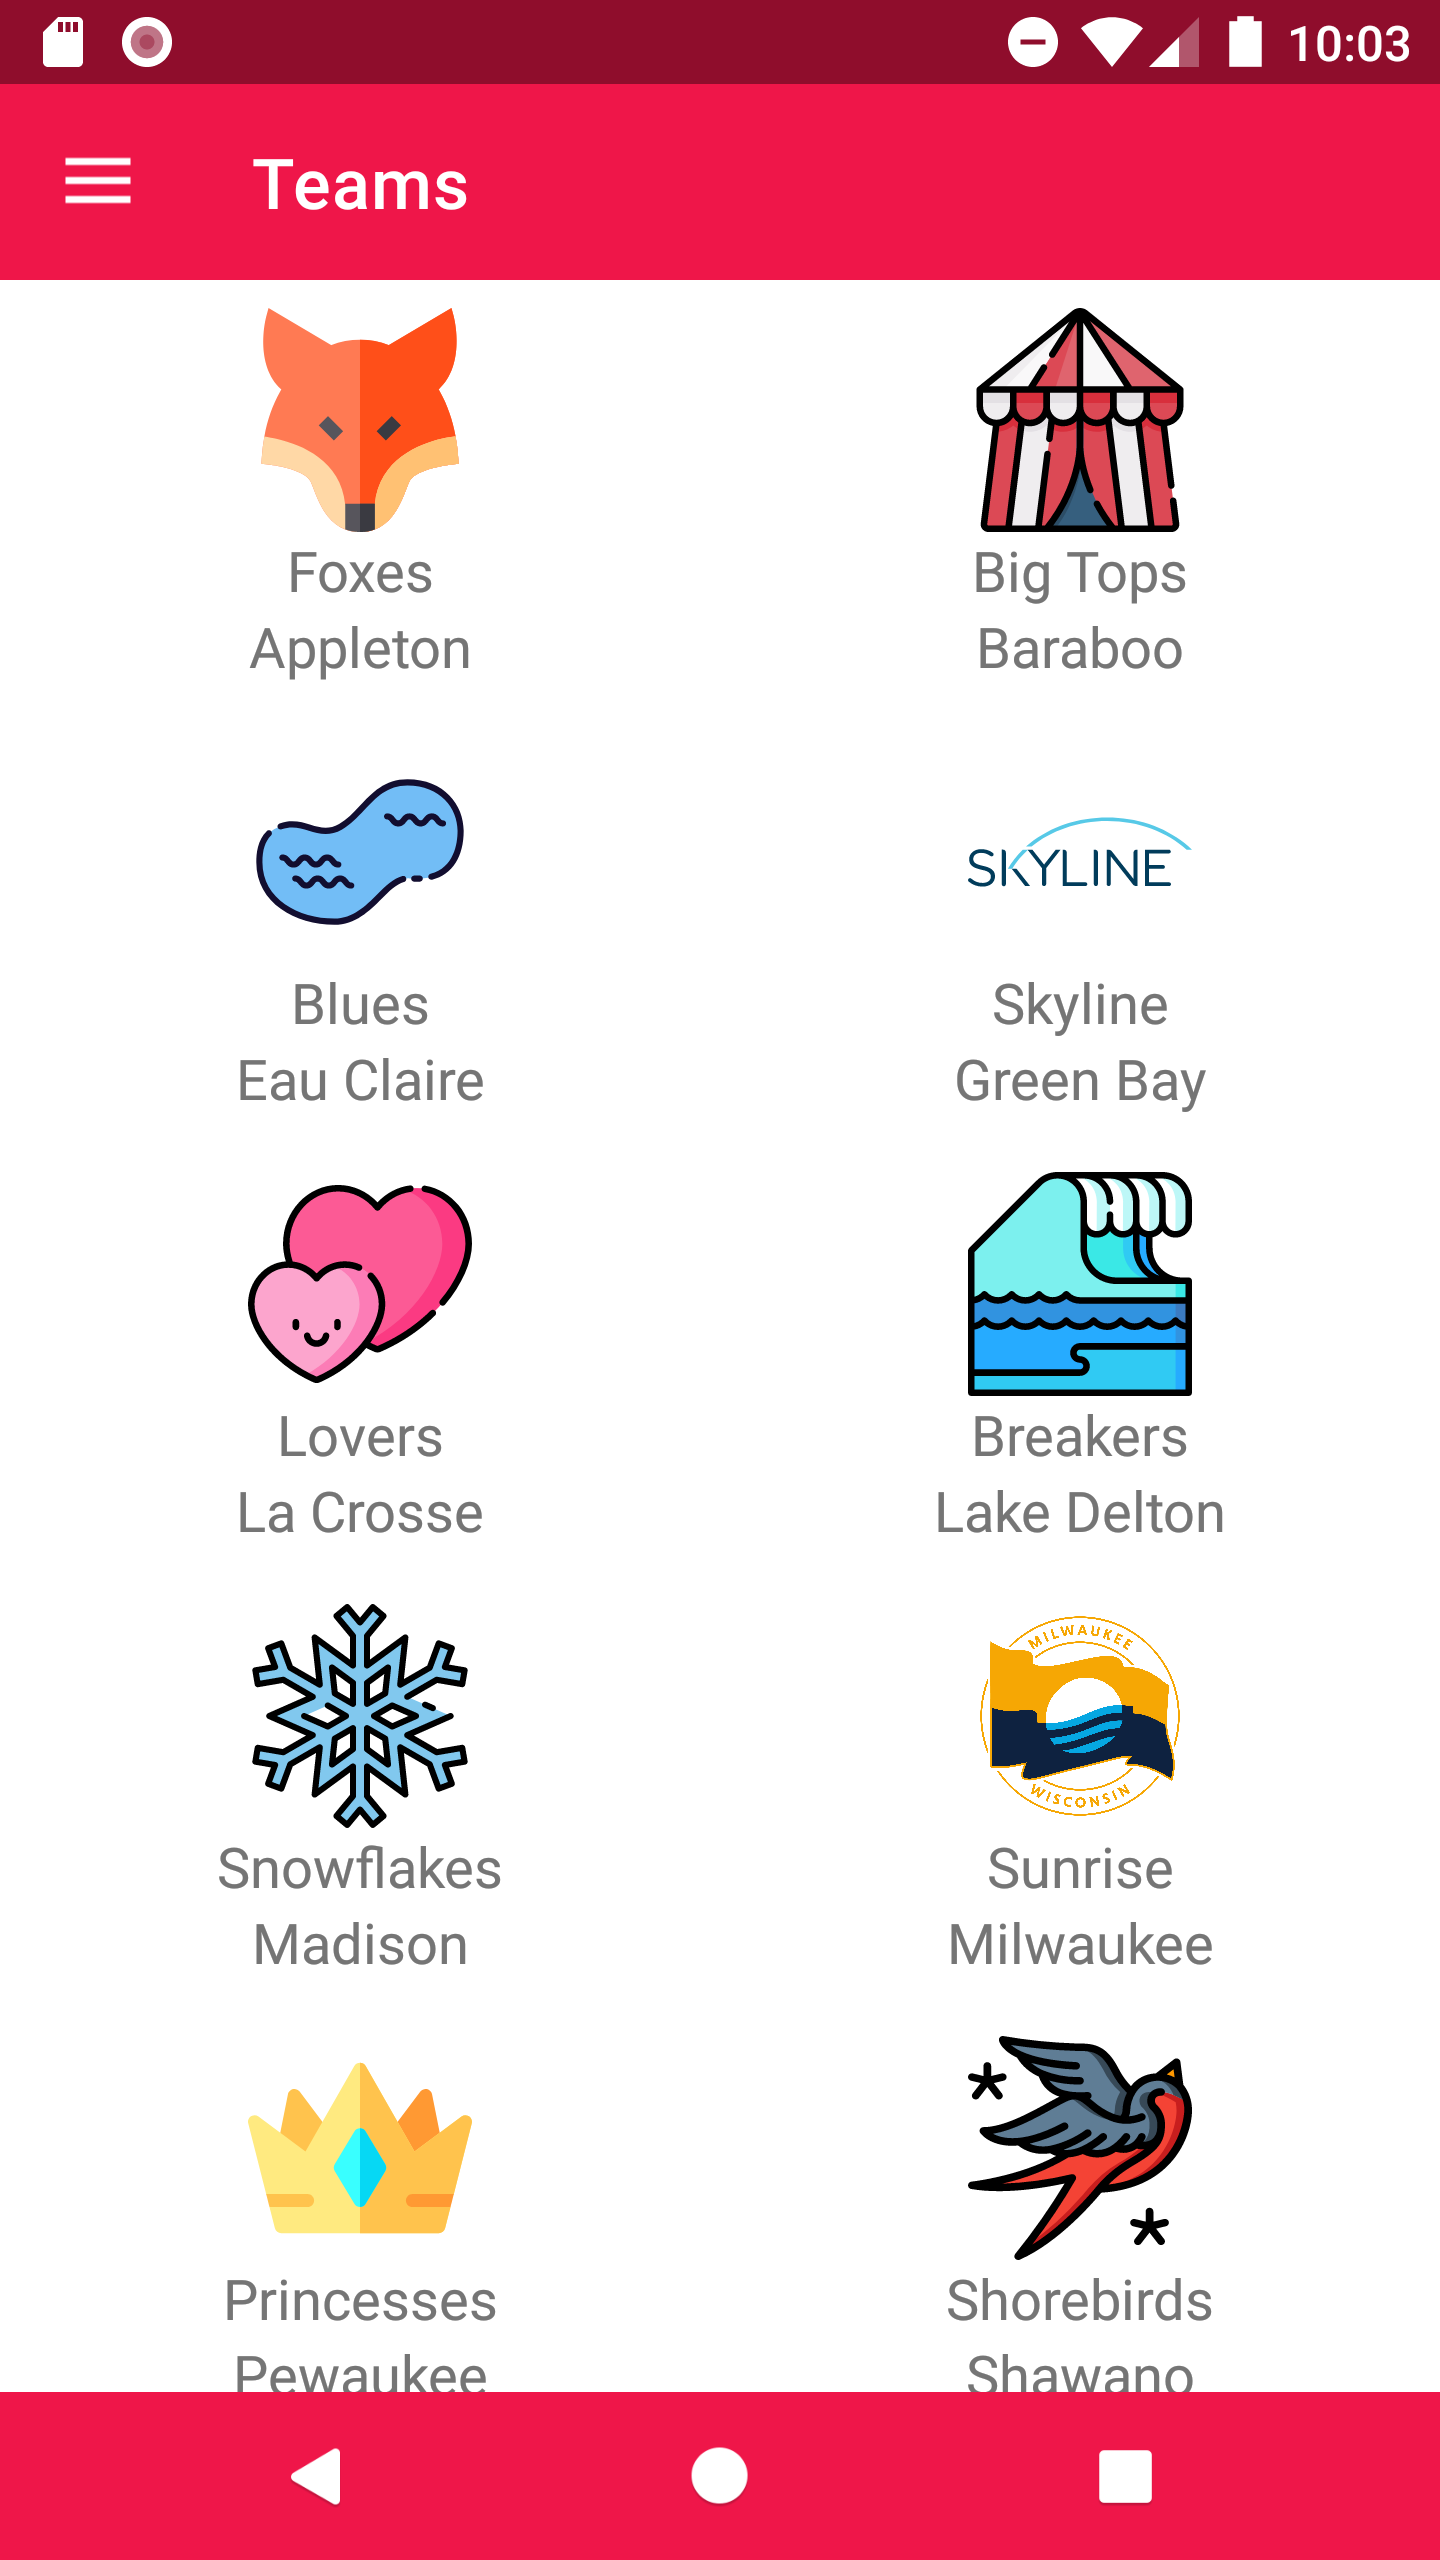 10:03
Teams
Foxes
Appleton
Big Tops
Baraboo
Blues
Eau Claire
SKYLINE
Skyline
Green Bay
Lovers
La Crosse
Breakers
Lake Delton
Snowflakes
Madison
MILWAUKEE
WISCONSIN
Sunrise
Milwaukee
Princesses
Pewaukee
Shorebirds
Shawano